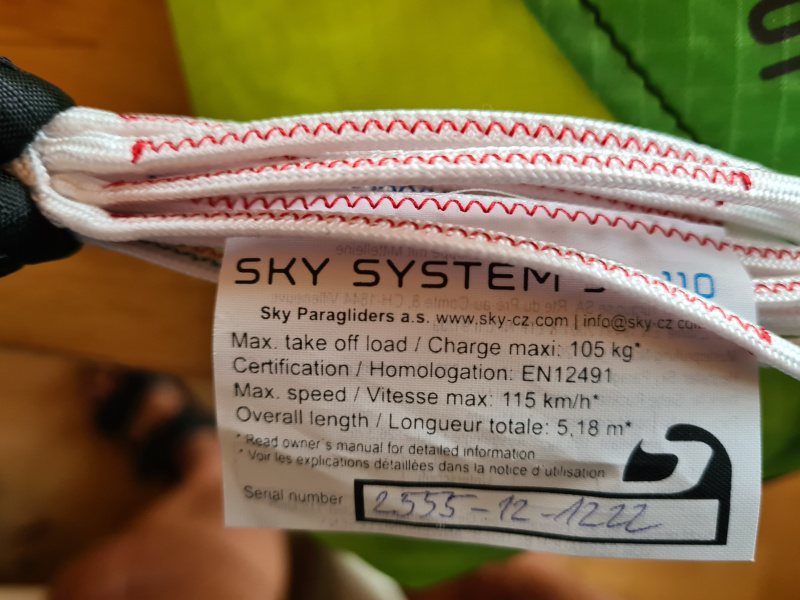 SKY SYSTEM 110
Sky Paragliders a.s. www.sky-cz.com | info@sky-cz
Max. take off load / Charge maxi: 105 kg*
Certification / Homologation: EN12491
Max. speed / Vitesse max: 115 km/h*
Overall length / Longueur totale: 5,18 m*
* Read owner's manual for detailed information
* Voir les explications détaillées dans la notice d'utilisation
Serial number 2555-12-1222